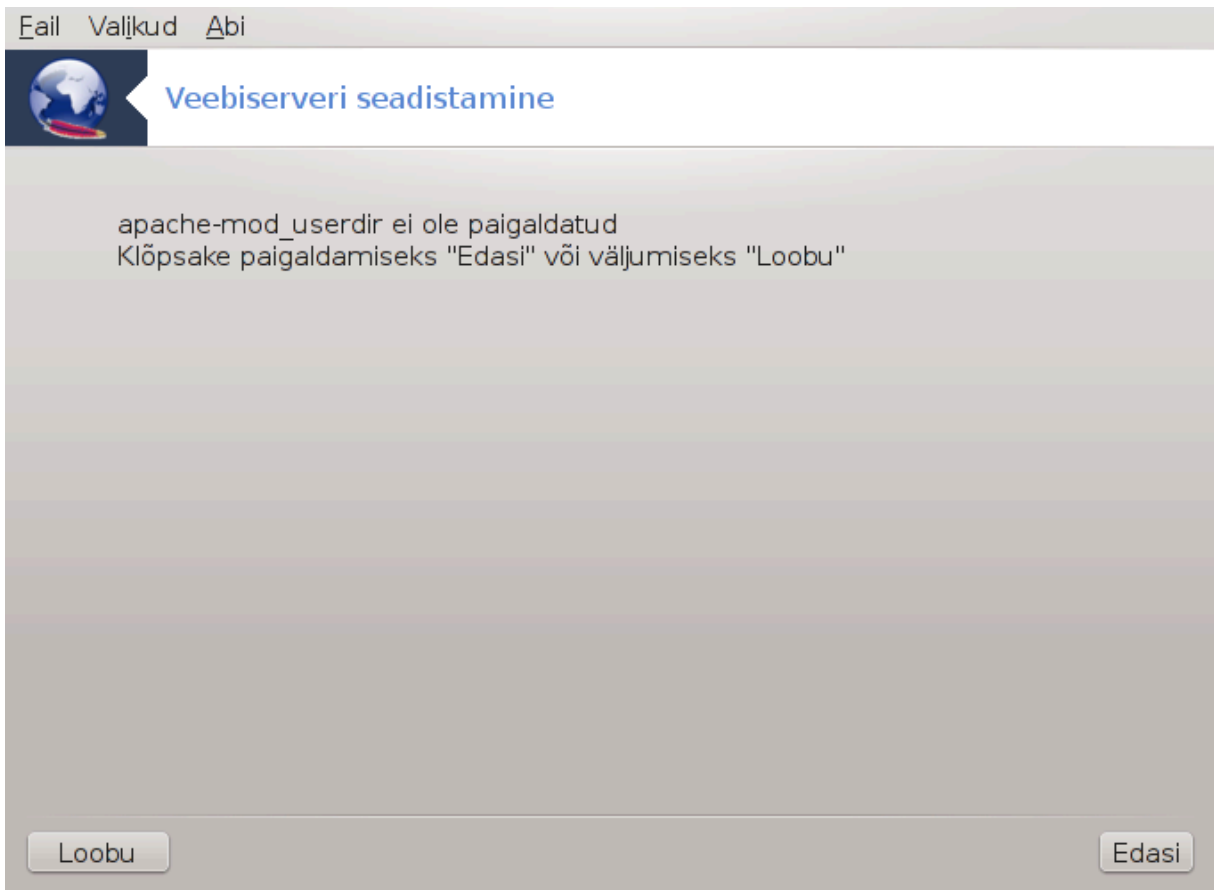 Fail Valikud Abi
Veebiserveri seadistamine
apache-mod_userdir ei ole paigaldatud
Klõpsake paigaldamiseks "Edasi" või väljumiseks "Loobu"
Loobu Edasi